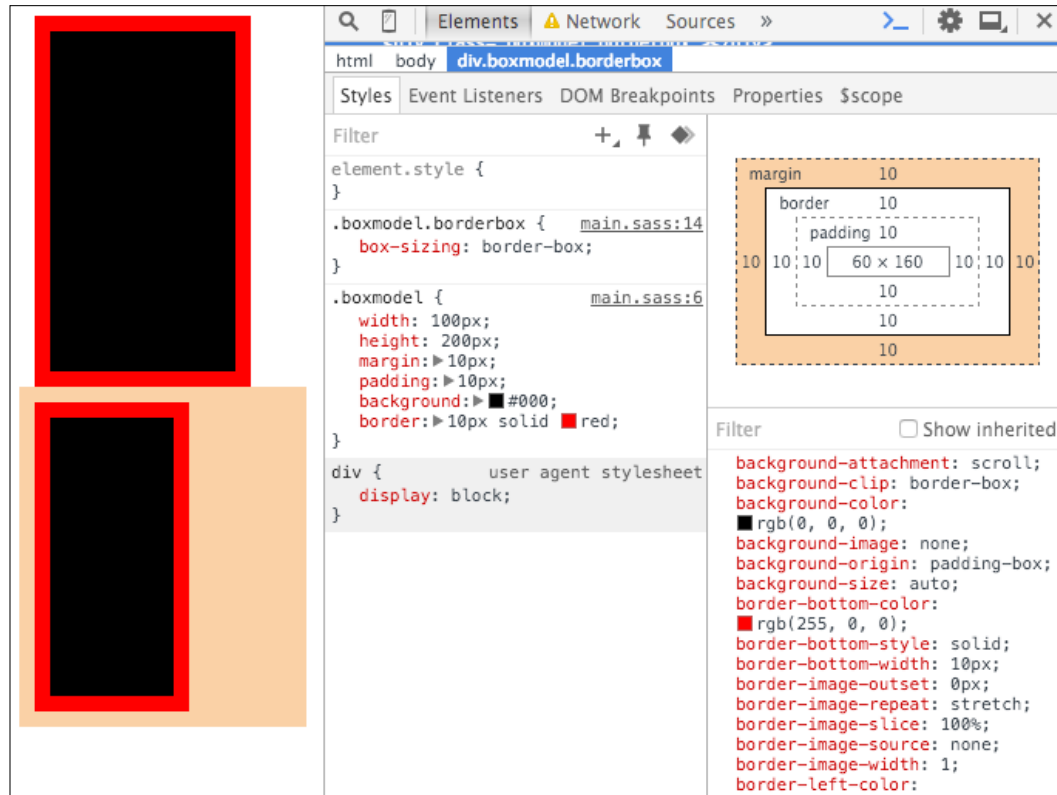 Elements Network Sources »
html body div.boxmodel.borderbox
Styles Event Listeners DOM Breakpoints Properties $scope
Filter
element.style {
}
.boxmodel.borderbox { main.sass:14
box-sizing: border-box;
}
.boxmodel { main.sass:6
width: 100px;
height: 200px;
margin: 10px;
padding: 10px;
background: #000;
border: 10px solid red;
}
div { user agent stylesheet
display: block;
}
margin 10
border 10
padding 10
10 10 10 60 × 160 10 10 10
10
10
10
Filter Show inherited
background-attachment: scroll;
background-clip: border-box;
background-color:
rgb(0, 0, 0);
background-image: none;
background-origin: padding-box;
background-size: auto;
border-bottom-color:
rgb(255, 0, 0);
border-bottom-style: solid;
border-bottom-width: 10px;
border-image-outset: 0px;
border-image-repeat: stretch;
border-image-slice: 100%;
border-image-source: none;
border-image-width: 1;
border-left-color: